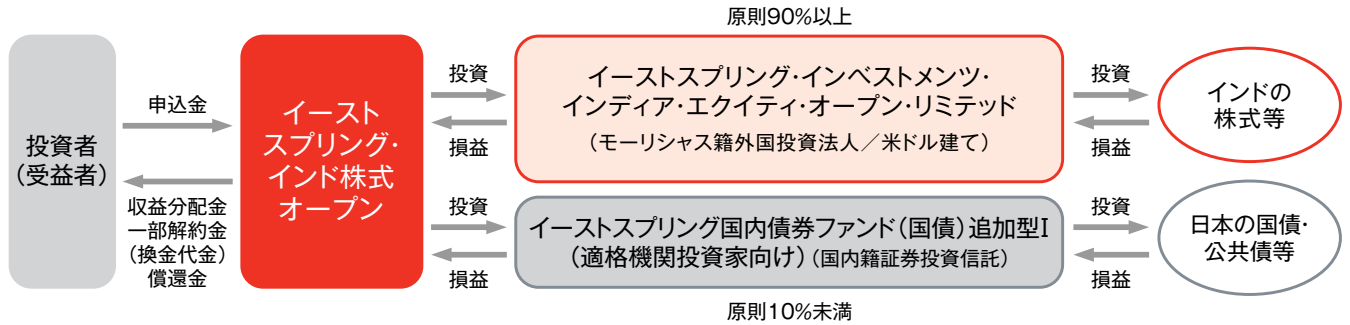 原則90%以上
投資者
(受益者)
申込金
収益分配金
一部解約金
(換金代金)
償還金
イースト
スプリング・
インド株式
オープン
投資
損益
イーストスプリング・インベストメンツ・
インディア・エクイティ・オープン・リミテッド
(モーリシャス籍外国投資法人／米ドル建て)
投資
損益
インドの
株式等
投資
損益
イーストスプリング国内債券ファンド(国債)追加型I
(適格機関投資家向け)(国内籍証券投資信託)
投資
損益
日本の国債・
公共債等
原則10%未満